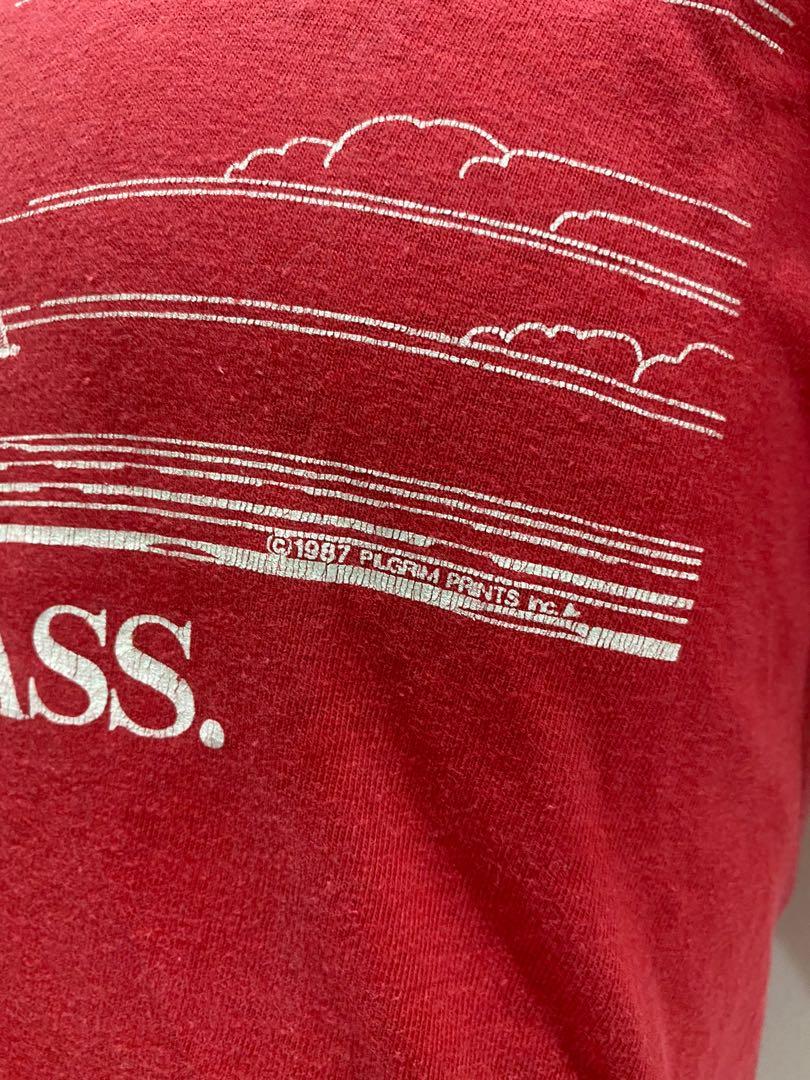 ©1987 PILGRIM PRINTS, Inc.
ASS.